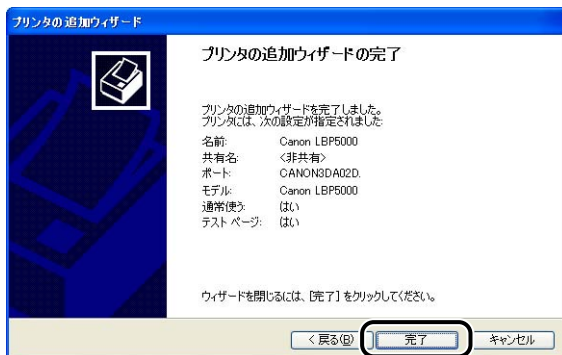 プリンタの追加ウィザード
プリンタの追加ウィザードの完了
プリンタの追加ウィザードを完了しました。
プリンタには、次の設定が指定されました:
名前: Canon LBP5000
共有名: <非共有>
ポート: CANON3DA02D.
モデル: Canon LBP5000
通常使う: はい
テスト ページ: はい
ウィザードを閉じるには、[完了] をクリックしてください。
< 戻る(B) 完了 キャンセル